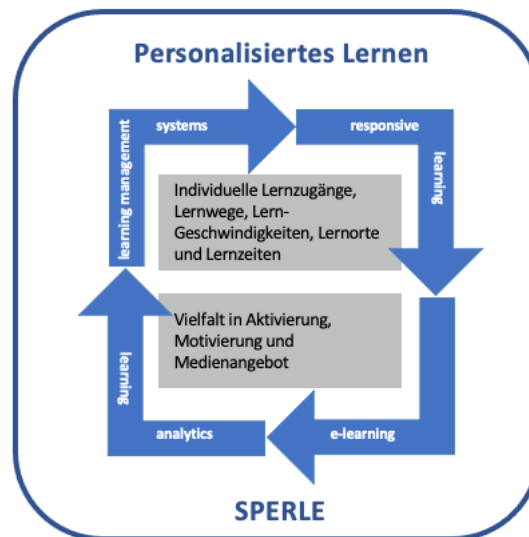 Personalisiertes Lernen
systems
responsive
learning management
learning
Individuelle Lernzugänge,
Lernwege, Lern-
Geschwindigkeiten, Lernorte
und Lernzeiten
Vielfalt in Aktivierung,
Motivierung und
Medienangebot
learning
analytics
e-learning
SPERLE